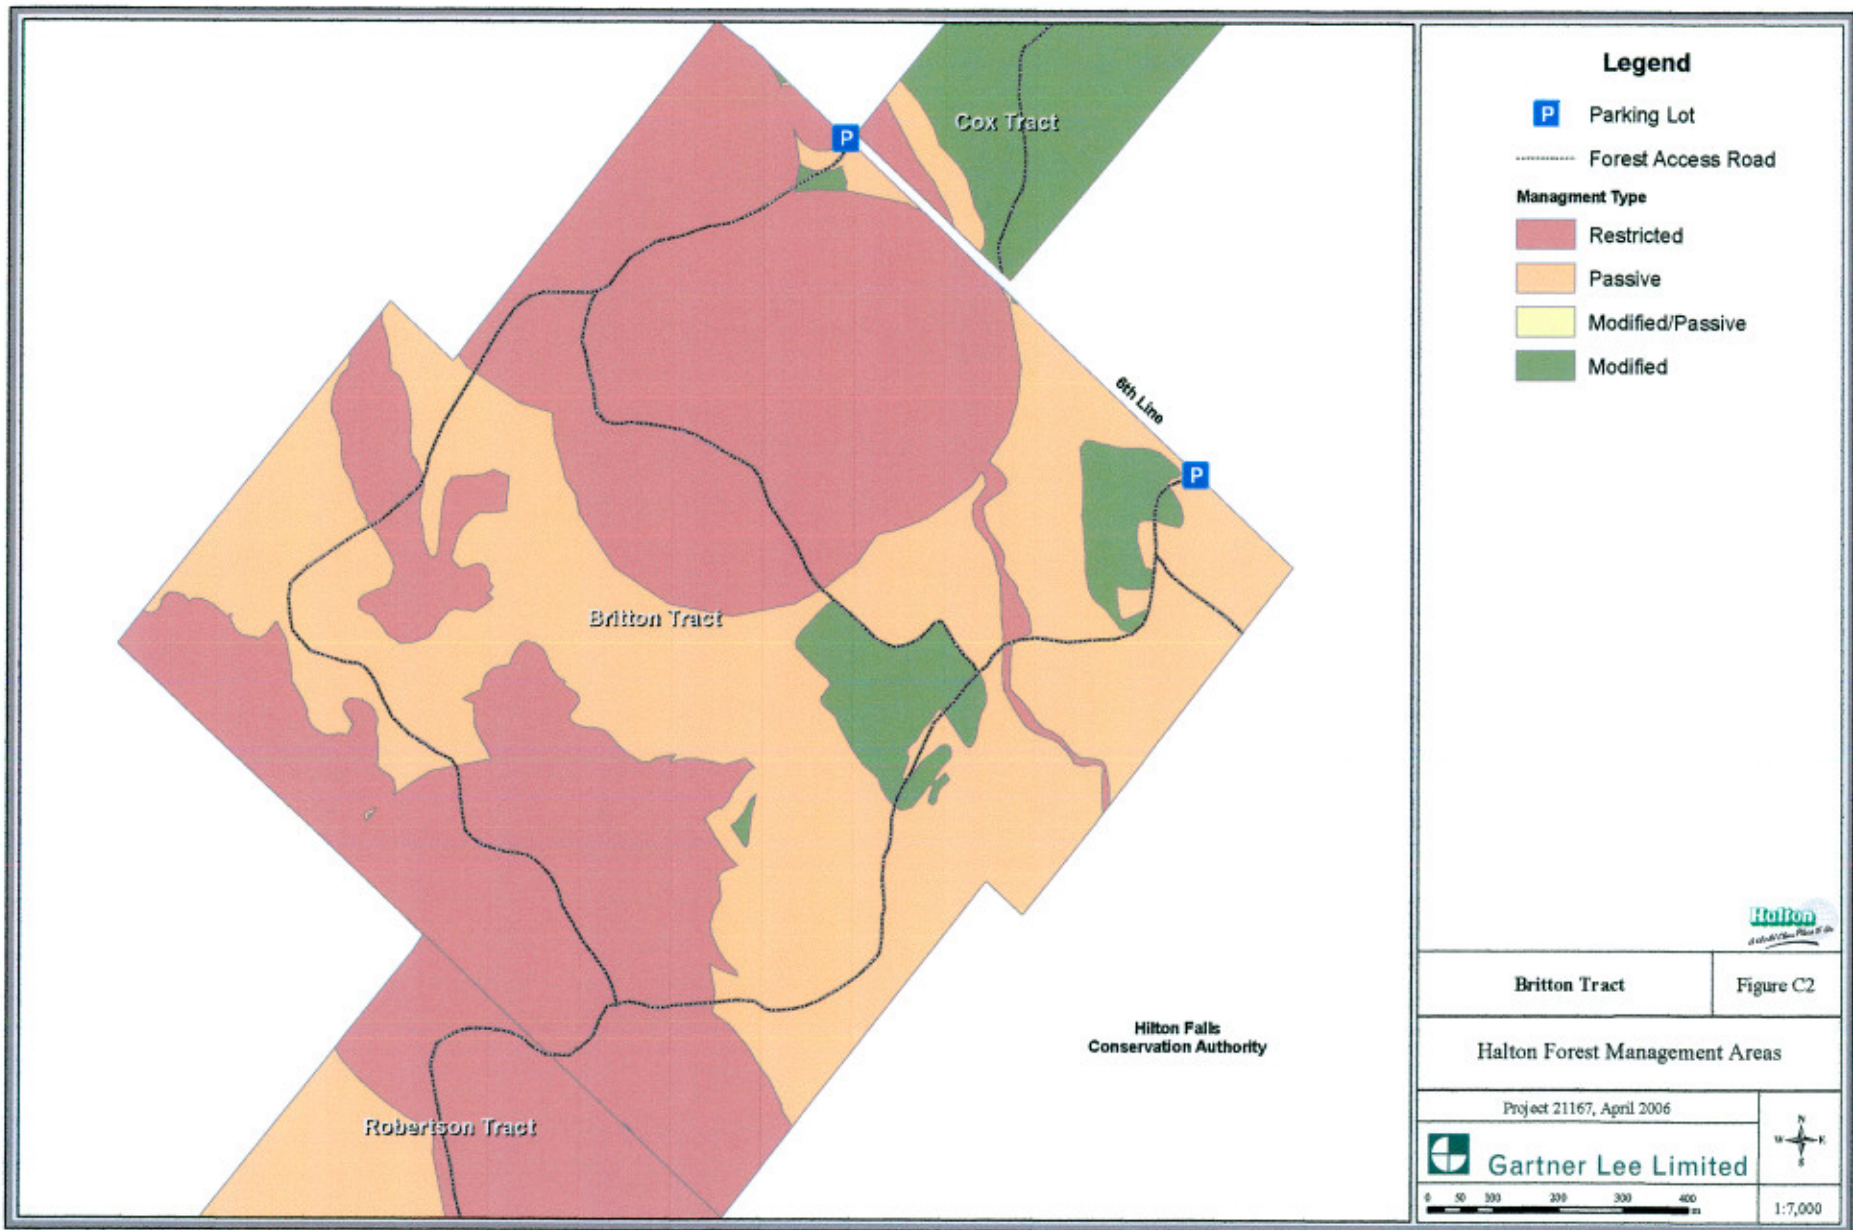 Cox Tract
P
6th Line
P
Britton Tract
Hilton Falls
Conservation Authority
Robertson Tract
Legend
P Parking Lot
Forest Access Road
Managment Type
Restricted
Passive
Modified/Passive
Modified
Halton
Britton Tract
Figure C2
Halton Forest Management Areas
Project 21167, April 2006
N
W E
S
Gartner Lee Limited
0 50 100 200 300 400
m
1:7,000